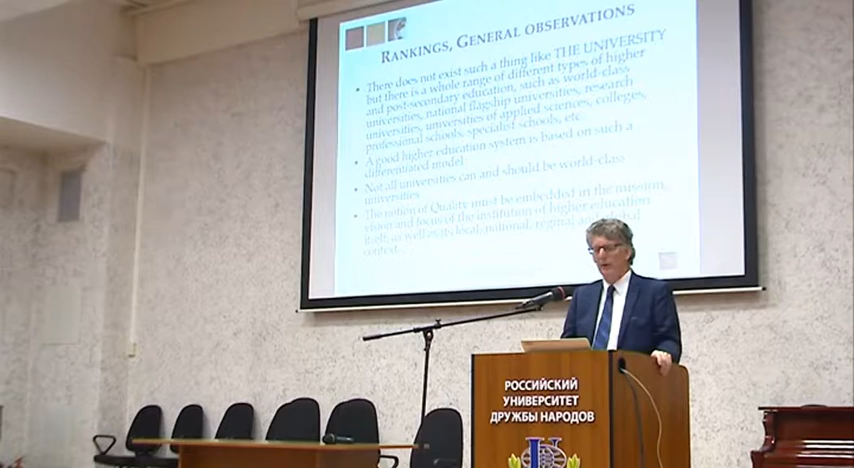 RANKINGS, GENERAL OBSERVATIONS
• There does not exist such a thing like THE UNIVERSITY
but there is a whole range of different types of higher
and post-secondary education, such as world-class
universities, national flagship universities, research
universities, universities of applied sciences, colleges,
professional schools, specialist schools, etc.
• A good higher education system is based on such a
differentiated model
• Not all universities can and should be world-class
universities
• The notion of Quality must be embedded in the mission,
vision and focus of the institution of higher education
itself, as well as its local, national, regional and global
context...
РОССИЙСКИЙ
УНИВЕРСИТЕТ
ДРУЖБЫ НАРОДОВ